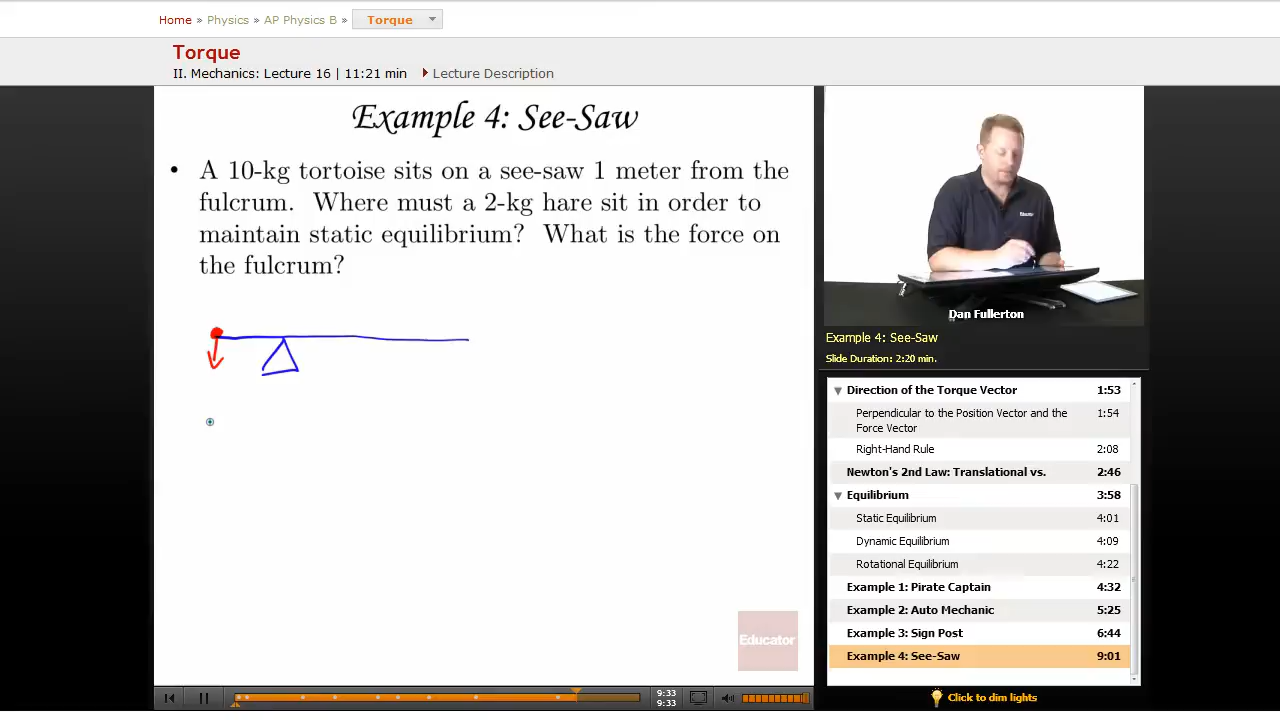 Home » Physics » AP Physics B » Torque
Torque
II. Mechanics: Lecture 16 | 11:21 min Lecture Description
Example 4: See-Saw
• A 10-kg tortoise sits on a see-saw 1 meter from the
fulcrum. Where must a 2-kg hare sit in order to
maintain static equilibrium? What is the force on
the fulcrum?
Educator
Dan Fullerton
Example 4: See-Saw
Slide Duration: 2:20 min.
Direction of the Torque Vector 1:53
Perpendicular to the Position Vector and the
Force Vector 1:54
Right-Hand Rule 2:08
Newton's 2nd Law: Translational vs. 2:46
Equilibrium 3:58
Static Equilibrium 4:01
Dynamic Equilibrium 4:09
Rotational Equilibrium 4:22
Example 1: Pirate Captain 4:32
Example 2: Auto Mechanic 5:25
Example 3: Sign Post 6:44
Example 4: See-Saw 9:01
9:33
9:33
Click to dim lights